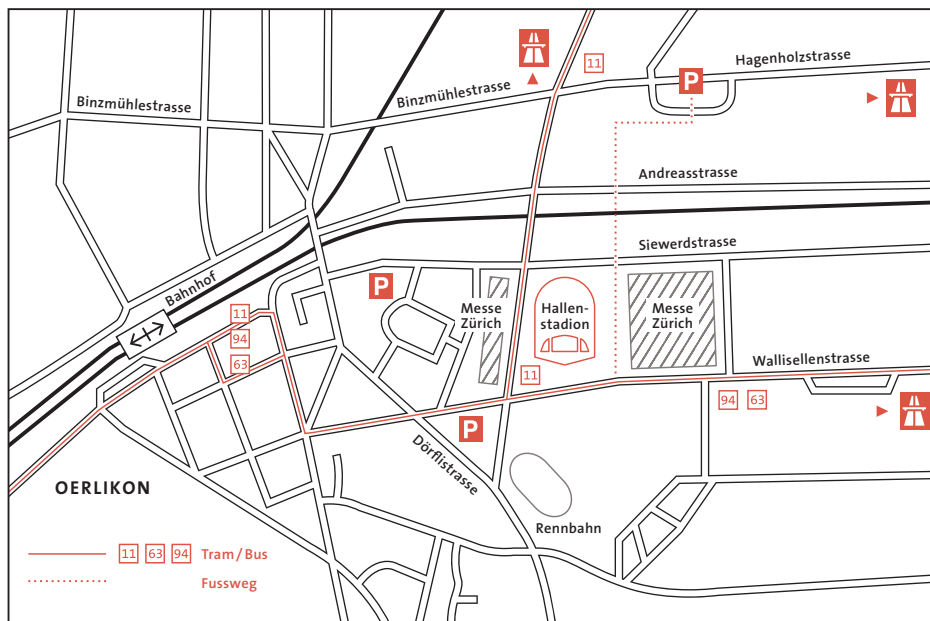 11
Hagenholzstrasse
P
Binzmühlestrasse
Binzmühlestrasse
Andreasstrasse
Siewerdstrasse
Bahnhof
P
11
94
63
Messe
Zürich
Hallen-
stadion
Messe
Zürich
11
Wallisellenstrasse
94 63
P
Dörflistrasse
OERLIKON
Rennbahn
11 63 94 Tram/Bus
Fussweg